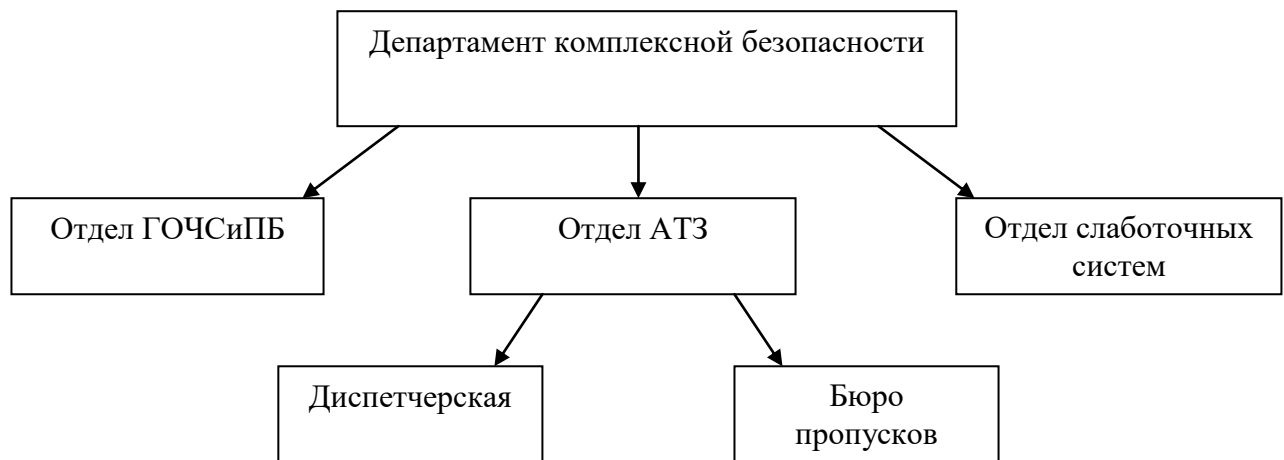 Департамент комплексной безопасности
Отдел ГОЧСиПБ
Отдел АТЗ
Отдел слаботочных
систем
Диспетчерская
Бюро
пропусков